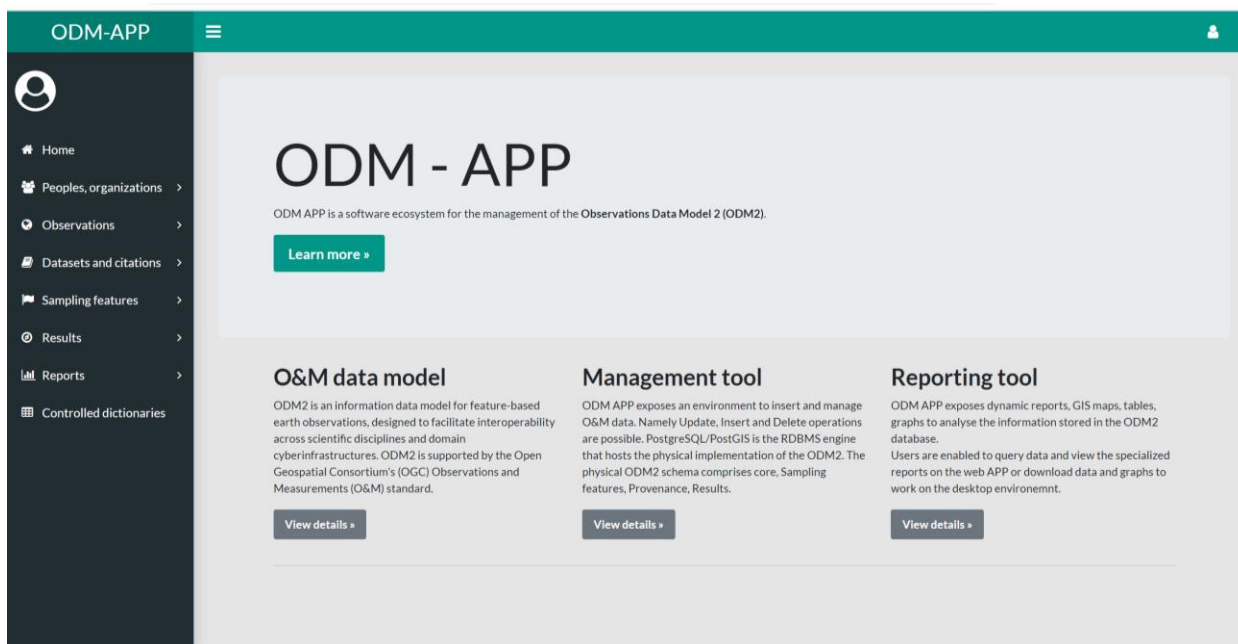 ODM-APP
Home
Peoples, organizations
Observations
Datasets and citations
Sampling features
Results
Reports
Controlled dictionaries
ODM - APP
ODM APP is a software ecosystem for the management of the Observations Data Model 2 (ODM2).
Learn more »
O&M data model
ODM2 is an information data model for feature-based
earth observations, designed to facilitate interoperability
across scientific disciplines and domain
cyberinfrastructures. ODM2 is supported by the Open
Geospatial Consortium's (OGC) Observations and
Measurements (O&M) standard.
View details »
Management tool
ODM APP exposes an environment to insert and manage
O&M data. Namely Update, Insert and Delete operations
are possible. PostgreSQL/PostGIS is the RDBMS engine
that hosts the physical implementation of the ODM2. The
physical ODM2 schema comprises core, Sampling
features, Provenance, Results.
View details »
Reporting tool
ODM APP exposes dynamic reports, GIS maps, tables,
graphs to analyse the information stored in the ODM2
database.
Users are enabled to query data and view the specialized
reports on the web APP or download data and graphs to
work on the desktop environemnt.
View details »